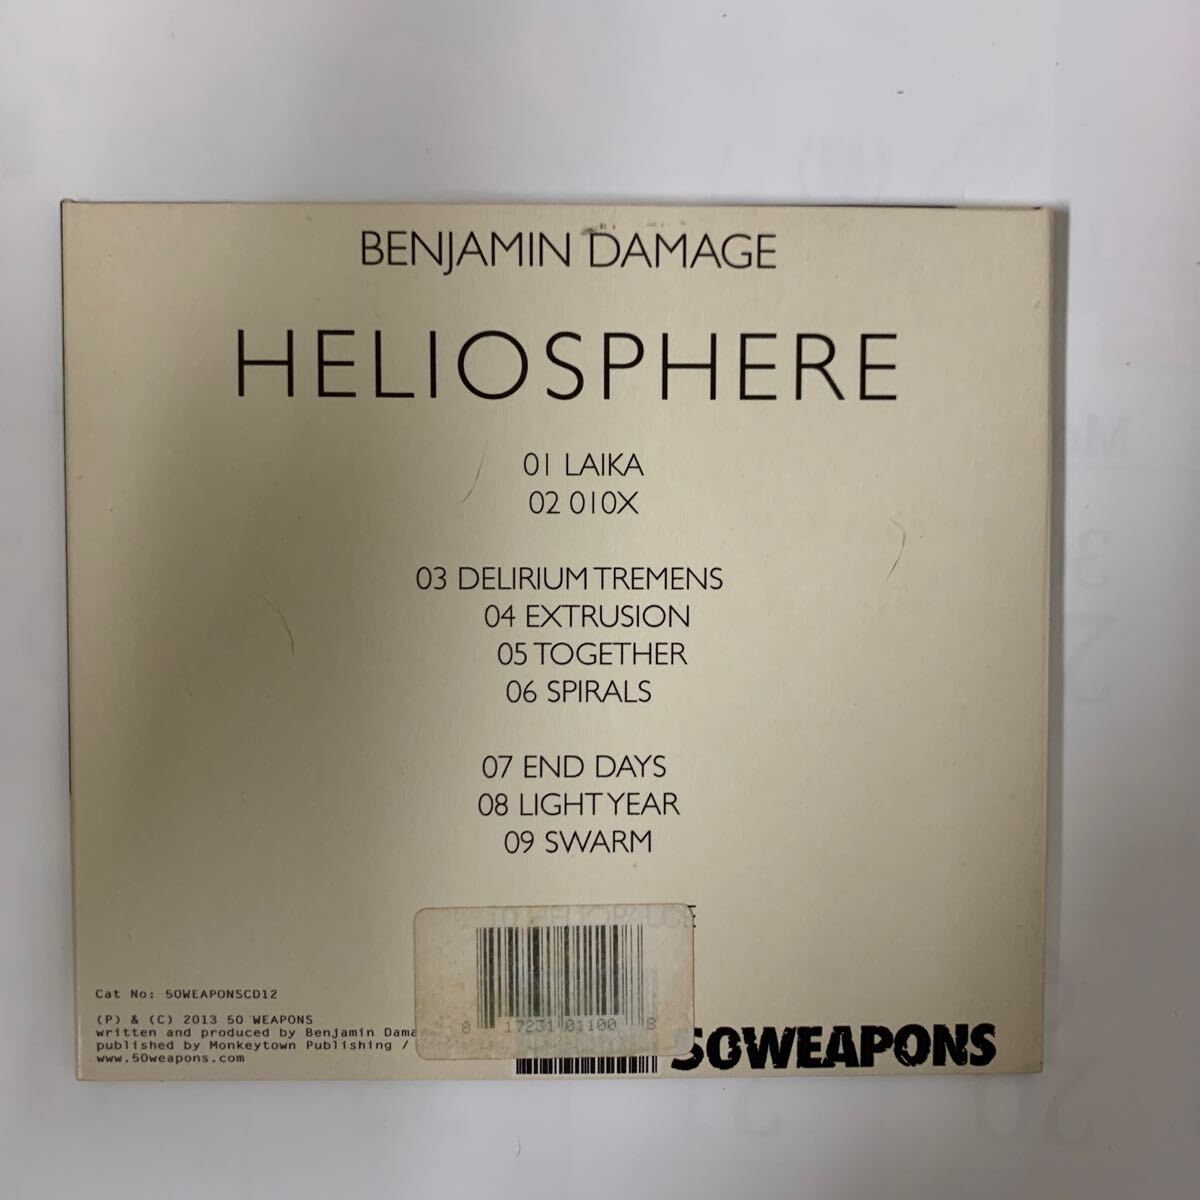 BENJAMIN DAMAGE
HELIOSPHERE
01 LAIKA
02 010X
03 DELIRIUM TREMENS
04 EXTRUSION
05 TOGETHER
06 SPIRALS
07 END DAYS
08 LIGHT YEAR
09 SWARM
Cat No: 50WEAPONSCD12
(P) & (C) 2013 50 WEAPONS
written and produced by Benjamin Dama
published by Monkeytown Publishing /
www.50weapons.com
8 17231 01100 8
50WEAPONS